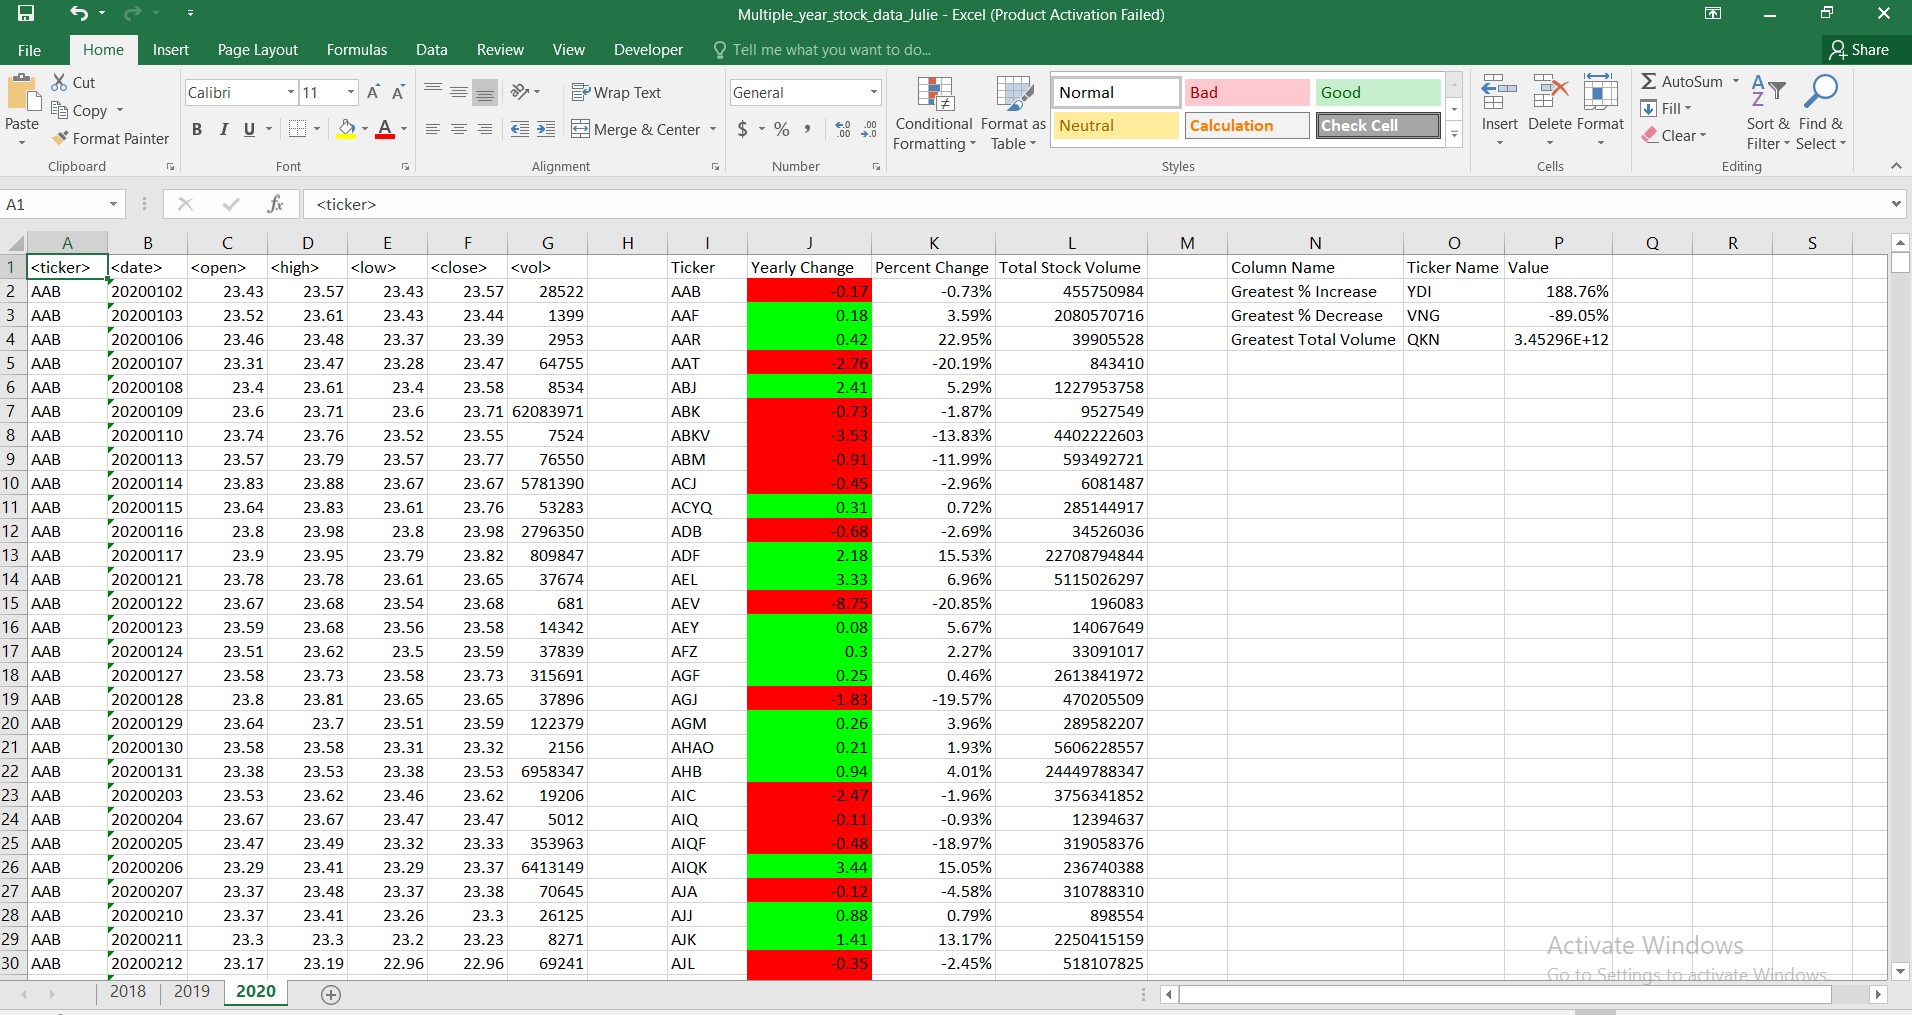 Multiple_year_stock_data_Julie - Excel (Product Activation Failed)
File Home Insert Page Layout Formulas Data Review View Developer Tell me what you want to do... Share
Paste Cut Copy Format Painter Clipboard
Calibri 11 A A B I U A Font
Wrap Text Merge & Center Alignment
General $ % , .00 .00 Number
Conditional Formatting Format as Table Normal Bad Good Neutral Calculation Check Cell Styles
Insert Delete Format Cells
AutoSum Fill Clear Sort & Filter Find & Select Editing
A1 fx <ticker>
A B C D E F G H I J K L M N O P Q R S
1 <ticker> <date> <open> <high> <low> <close> <vol> Ticker Yearly Change Percent Change Total Stock Volume Column Name Ticker Name Value
2 AAB 20200102 23.43 23.57 23.43 23.57 28522 AAB -0.17 -0.73% 455750984 Greatest % Increase YDI 188.76%
3 AAB 20200103 23.52 23.61 23.43 23.44 1399 AAF 0.18 3.59% 2080570716 Greatest % Decrease VNG -89.05%
4 AAB 20200106 23.46 23.48 23.37 23.39 2953 AAR 0.42 22.95% 39905528 Greatest Total Volume QKN 3.45296E+12
5 AAB 20200107 23.31 23.47 23.28 23.47 64755 AAT -2.76 -20.19% 843410
6 AAB 20200108 23.4 23.61 23.4 23.58 8534 ABJ 2.41 5.29% 1227953758
7 AAB 20200109 23.6 23.71 23.6 23.71 62083971 ABK -0.73 -1.87% 9527549
8 AAB 20200110 23.74 23.76 23.52 23.55 7524 ABKV -3.53 -13.83% 4402222603
9 AAB 20200113 23.57 23.79 23.57 23.77 76550 ABM -0.91 -11.99% 593492721
10 AAB 20200114 23.83 23.88 23.67 23.67 5781390 ACJ -0.45 -2.96% 6081487
11 AAB 20200115 23.64 23.83 23.61 23.76 53283 ACYQ 0.31 0.72% 285144917
12 AAB 20200116 23.8 23.98 23.8 23.98 2796350 ADB -0.68 -2.69% 34526036
13 AAB 20200117 23.9 23.95 23.79 23.82 809847 ADF 2.18 15.53% 22708794844
14 AAB 20200121 23.78 23.78 23.61 23.65 37674 AEL 3.33 6.96% 5115026297
15 AAB 20200122 23.67 23.68 23.54 23.68 681 AEV -8.75 -20.85% 196083
16 AAB 20200123 23.59 23.68 23.56 23.58 14342 AEY 0.08 5.67% 14067649
17 AAB 20200124 23.51 23.62 23.5 23.59 37839 AFZ 0.3 2.27% 33091017
18 AAB 20200127 23.58 23.73 23.58 23.73 315691 AGF 0.25 0.46% 2613841972
19 AAB 20200128 23.8 23.81 23.65 23.65 37896 AGJ -1.83 -19.57% 470205509
20 AAB 20200129 23.64 23.7 23.51 23.59 122379 AGM 0.26 3.96% 289582207
21 AAB 20200130 23.58 23.58 23.31 23.32 2156 AHAO 0.21 1.93% 5606228557
22 AAB 20200131 23.38 23.53 23.38 23.53 6958347 AHB 0.94 4.01% 24449788347
23 AAB 20200203 23.53 23.62 23.46 23.62 19206 AIC -2.47 -1.96% 3756341852
24 AAB 20200204 23.67 23.67 23.47 23.47 5012 AIQ -0.11 -0.93% 12394637
25 AAB 20200205 23.47 23.49 23.32 23.33 353963 AIQF -0.48 -18.97% 319058376
26 AAB 20200206 23.29 23.41 23.29 23.37 6413149 AIQK 3.44 15.05% 236740388
27 AAB 20200207 23.37 23.48 23.37 23.38 70645 AJA -0.12 -4.58% 310788310
28 AAB 20200210 23.37 23.41 23.26 23.3 26125 AJJ 0.88 0.79% 898554
29 AAB 20200211 23.3 23.3 23.2 23.23 8271 AJK 1.41 13.17% 2250415159
30 AAB 20200212 23.17 23.19 22.96 22.96 69241 AJL -0.35 -2.45% 518107825
Activate Windows
Go to Settings to activate Windows.
2018 2019 2020